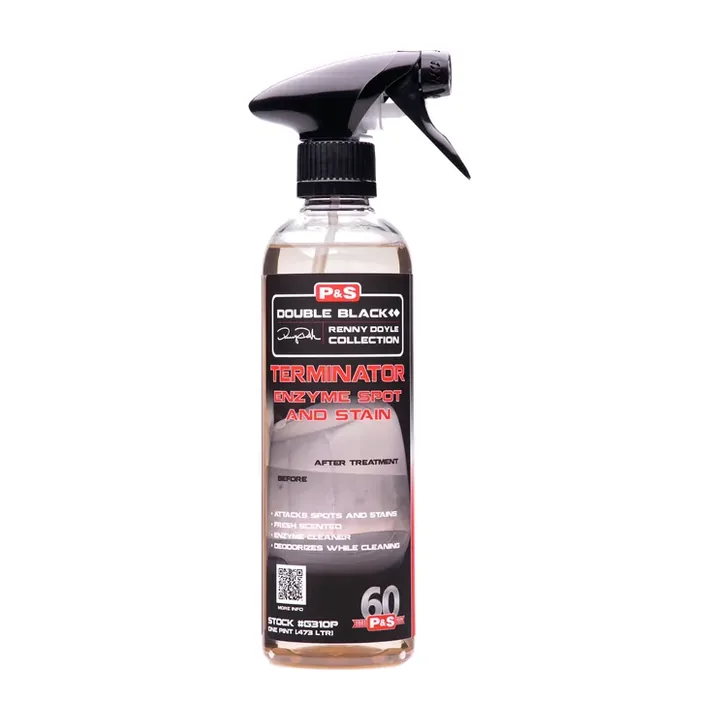 P&S
DOUBLE BLACK
RENNY DOYLE
COLLECTION
TERMINATOR
ENZYME SPOT
AND STAIN
AFTER TREATMENT
BEFORE
• ATTACKS SPOTS AND STAINS
• FRESH SCENTED
• ENZYME CLEANER
• DEODORIZES WHILE CLEANING
MORE INFO
60
P&S
STOCK #G310P
ONE PINT (473 LTR)